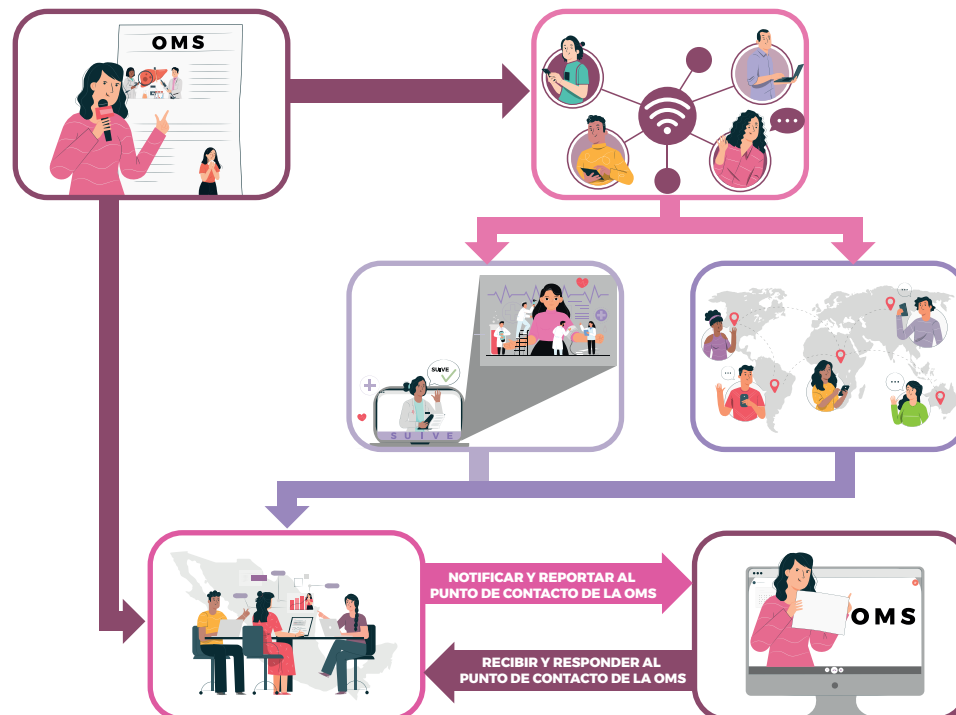 OMS
SUIVE
SUIVE
NOTIFICAR Y REPORTAR AL
PUNTO DE CONTACTO DE LA OMS
OMS
RECIBIR Y RESPONDER AL
PUNTO DE CONTACTO DE LA OMS